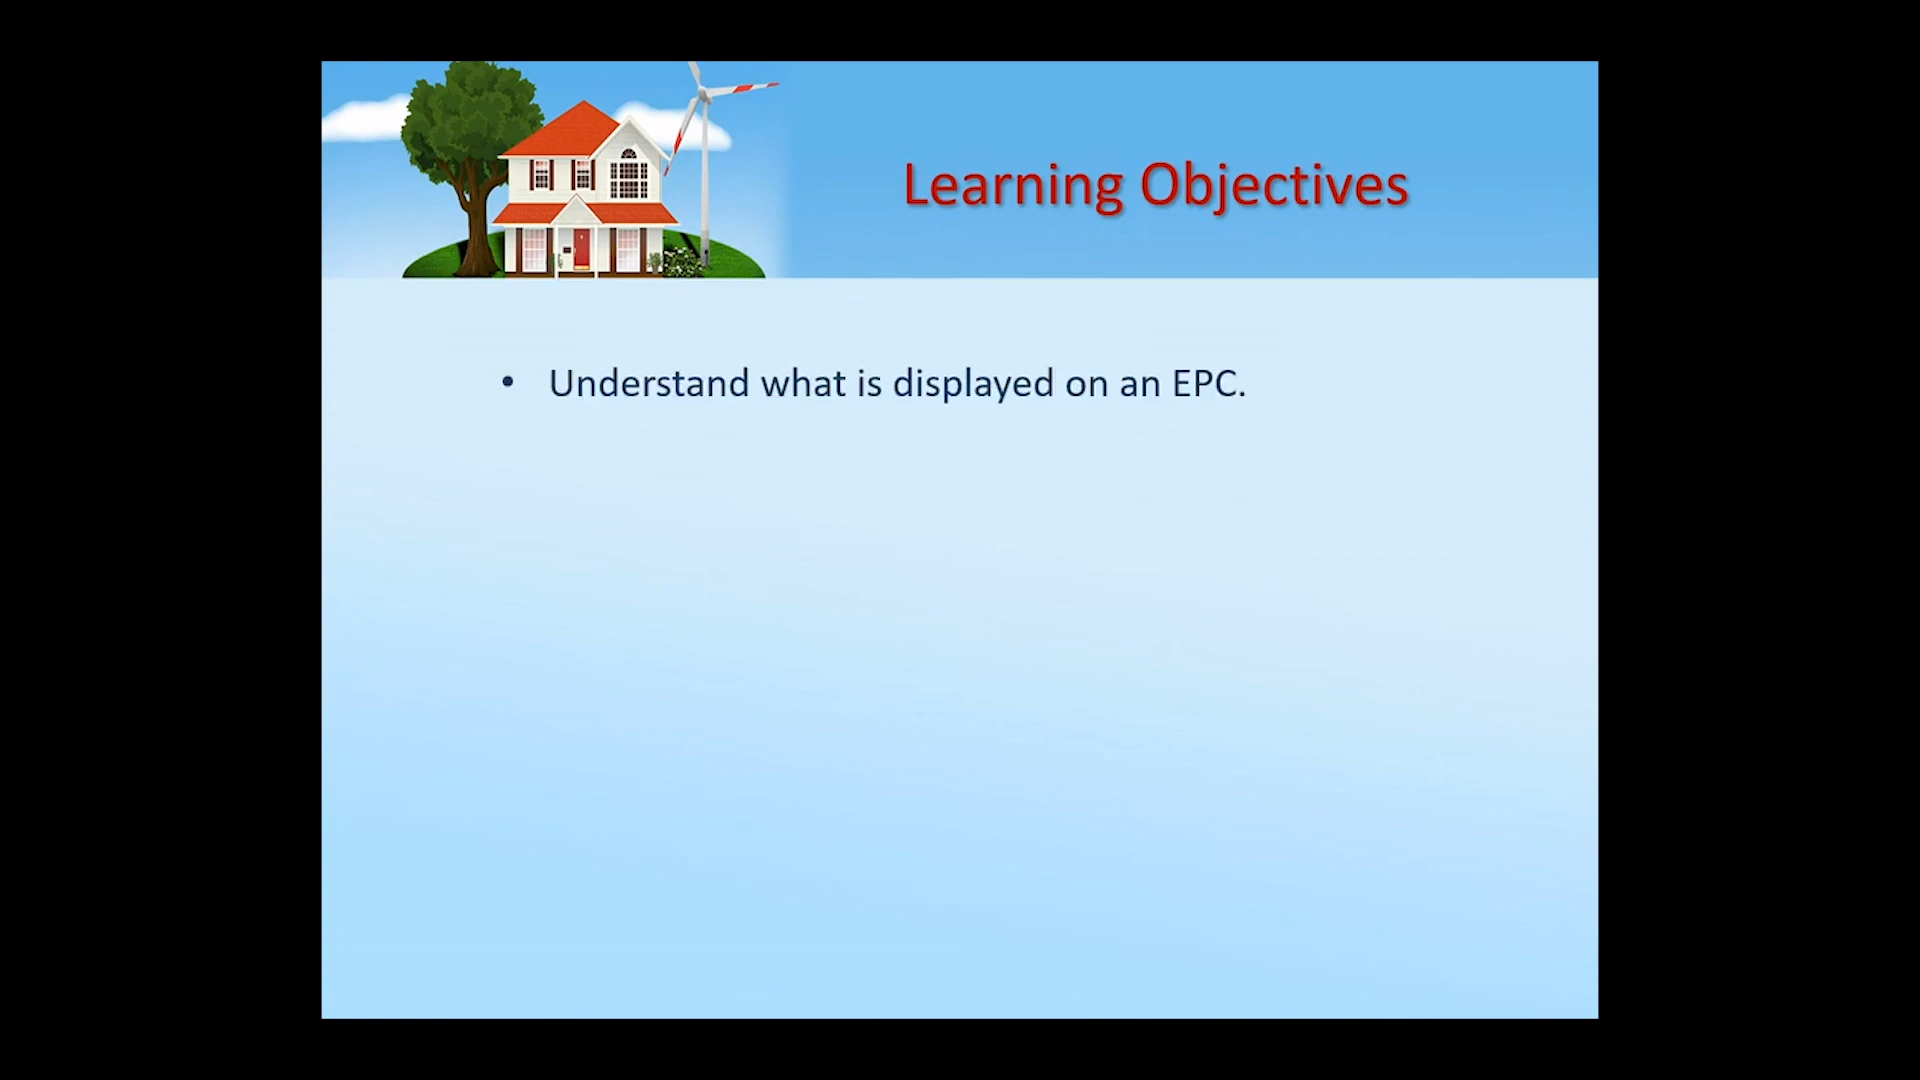 Learning Objectives
• Understand what is displayed on an EPC.